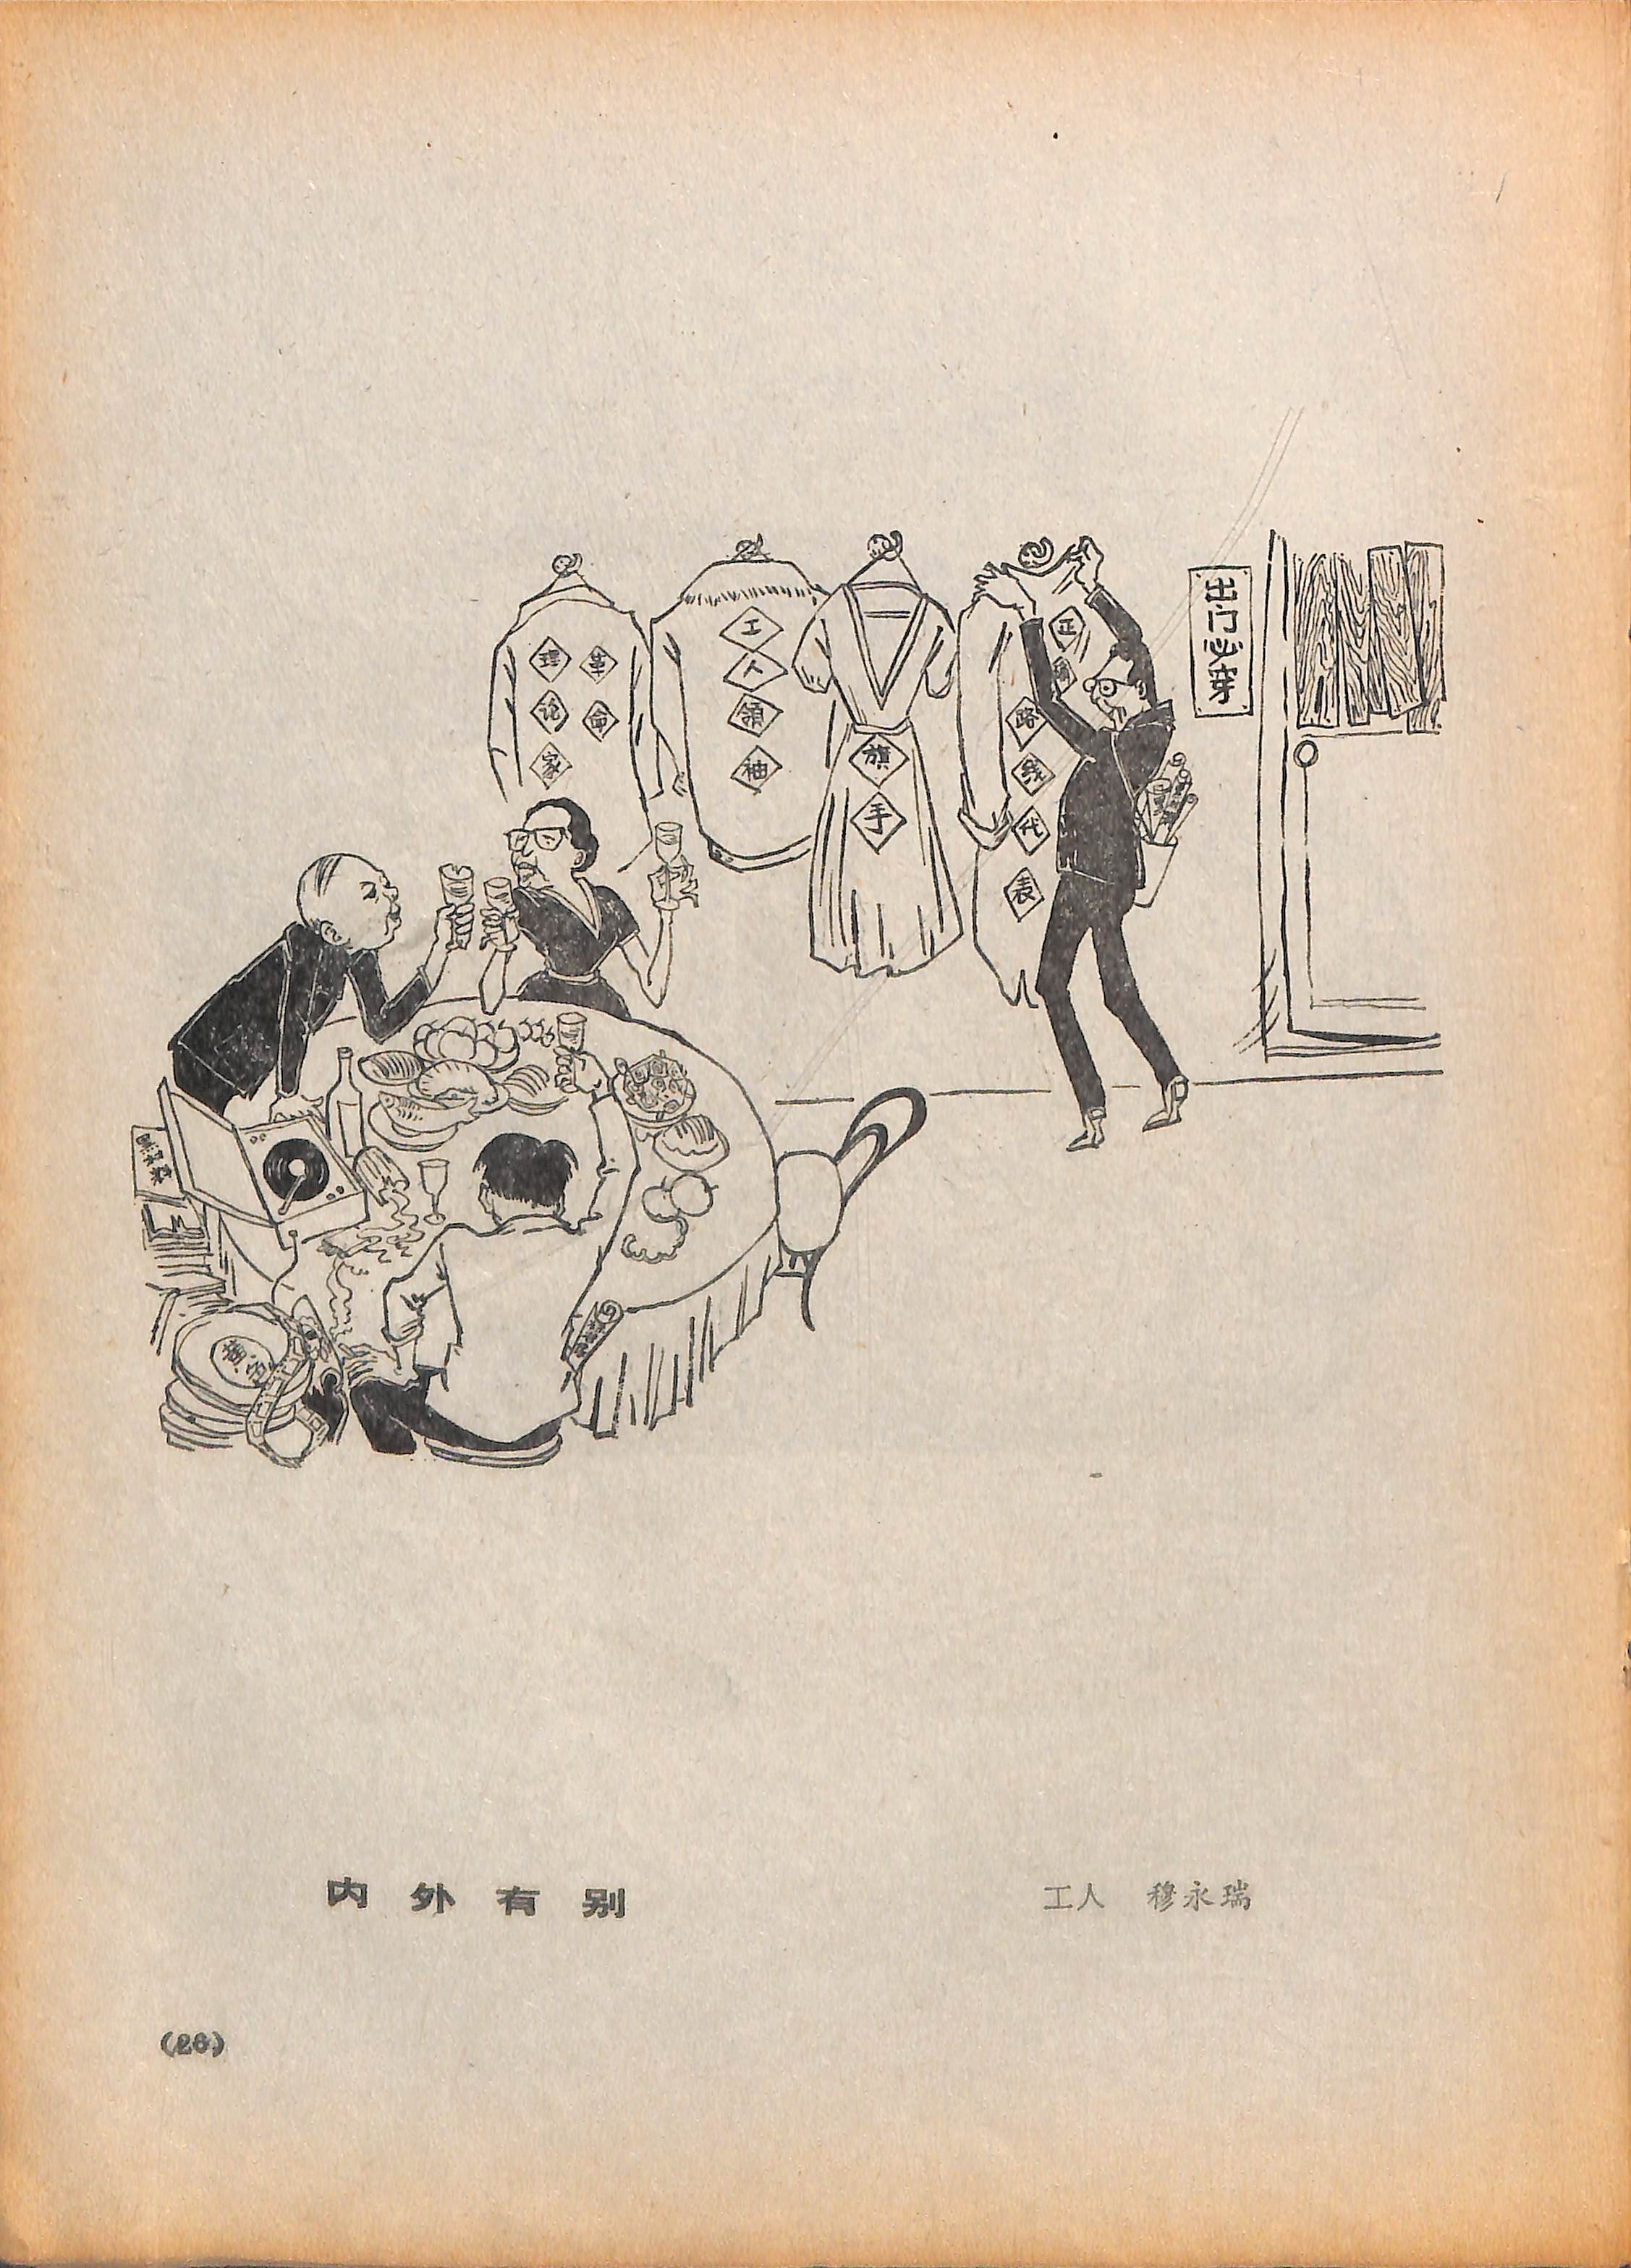 革命
理论家
工人领袖
旗手
正确
路线代表
出门必穿
内外有别
工人 穆永瑞
(26)